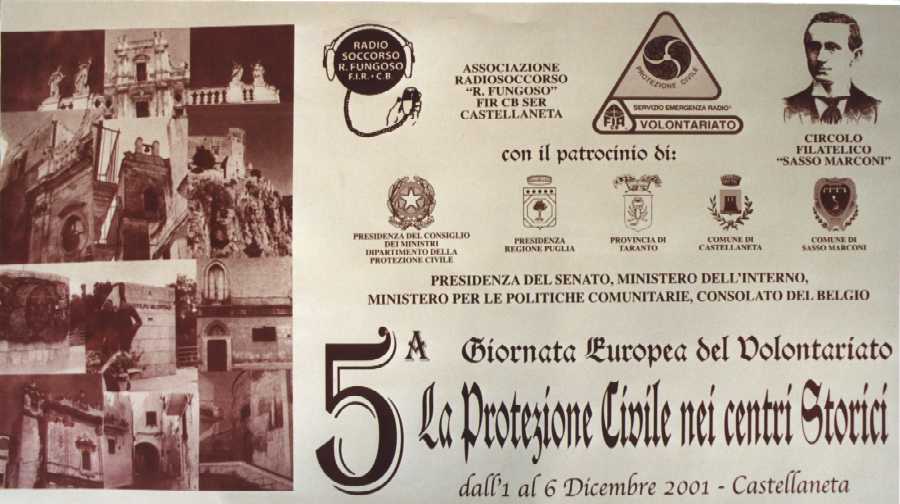 RADIO
SOCCORSO
R. FUNGOSO
F.I.R. - C.B.
ASSOCIAZIONE
RADIOSOCCORSO
“R. FUNGOSO”
FIR CB SER
CASTELLANETA
PROTEZIONE CIVILE
SERVIZIO EMERGENZA RADIO®
FIR
VOLONTARIATO
CIRCOLO
FILATELICO
“SASSO MARCONI”
con il patrocinio di:
PRESIDENZA DEL CONSIGLIO
DEI MINISTRI
DIPARTIMENTO DELLA
PROTEZIONE CIVILE
PRESIDENZA
REGIONE PUGLIA
PROVINCIA DI
TARANTO
COMUNE DI
CASTELLANETA
COMUNE DI
SASSO MARCONI
PRESIDENZA DEL SENATO, MINISTERO DELL’INTERNO,
MINISTERO PER LE POLITICHE COMUNITARIE, CONSOLATO DEL BELGIO
5A Giornata Europea del Volontariato
La Protezione Civile nei centri Storici
dall'1 al 6 Dicembre 2001 - Castellaneta